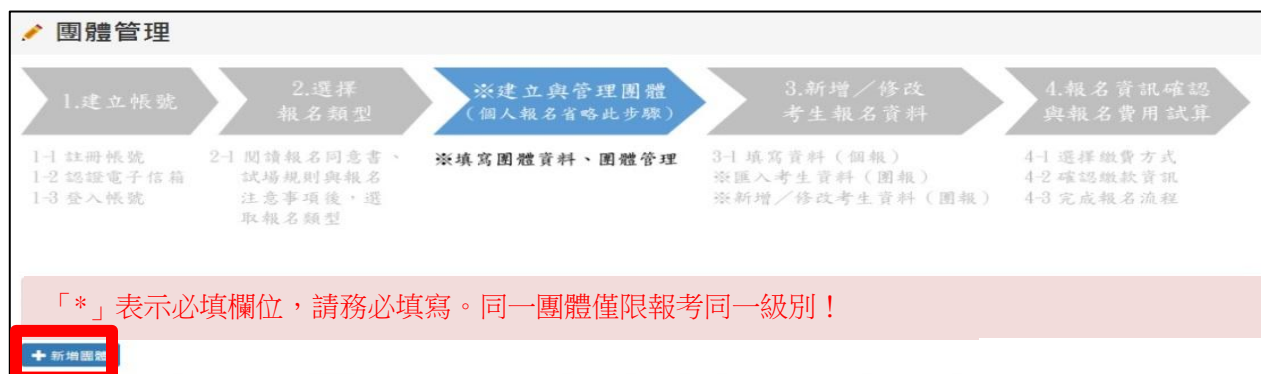 團體管理
1.建立帳號
2.選擇
報名類型
※建立與管理團體
(個人報名省略此步驟)
3.新增／修改
考生報名資料
4.報名資訊確認
與報名費用試算
1-1 註冊帳號
1-2 認證電子信箱
1-3 登入帳號
2-1 閱讀報名同意書、
試場規則與報名
注意事項後，選
取報名類型
※填寫團體資料、團體管理
3-1 填寫資料（個報）
※匯入考生資料（團報）
※新增／修改考生資料（團報）
4-1 選擇繳費方式
4-2 確認繳款資訊
4-3 完成報名流程
「*」表示必填欄位，請務必填寫。同一團體僅限報考同一級別！
新增團體